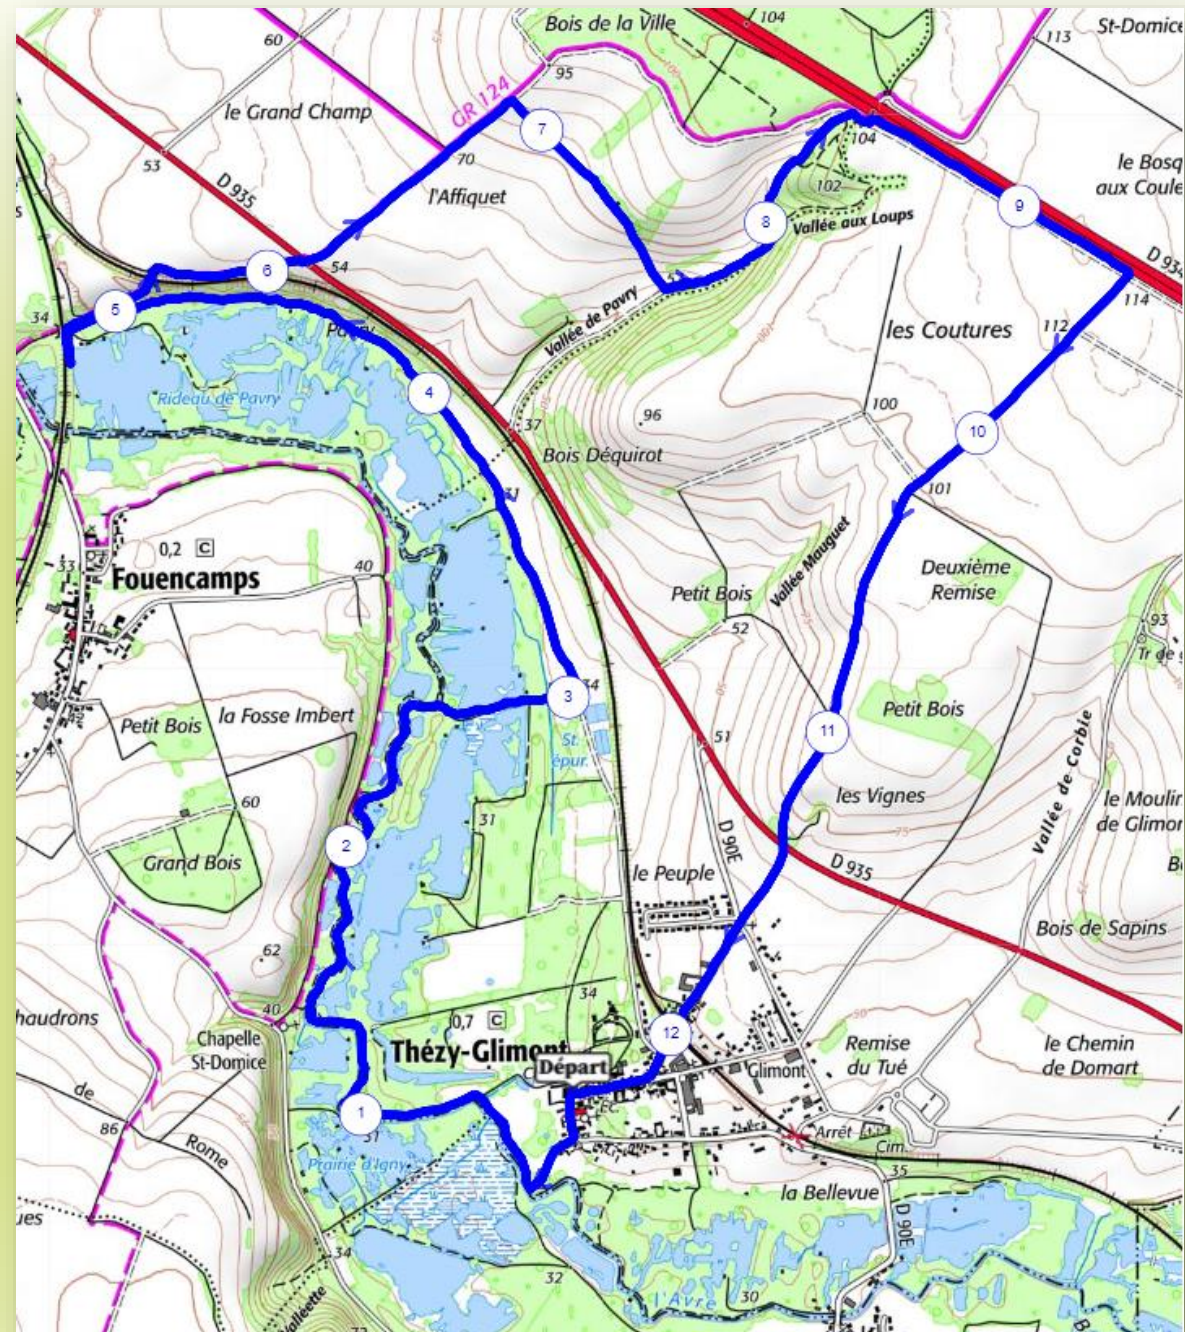 Bois de la Ville
104
St-Domice
113
60
95
GR 124
le Grand Champ
7
104
53
70
D 935
l'Affiquet
102
le Bosq
aux Coule
8
9
Vallée aux Loups
D 934
6
54
114
5
34
Pavry
Vallée de Pavry
les Coutures
112
Rideau de Pavry
4
37
96
100
10
Bois Déquirot
31
101
0,2 C
33
Fouencamps
40
Vallée Mauguet
Petit Bois
Deuxième
Remise
52
93
3
34
Petit Bois
la Fosse Imbert
42
St.
épur.
51
11
Petit Bois
60
31
les Vignes
Vallée de Corbie
le Moulin
de Glimor
75
2
Grand Bois
D 90E
D 935
le Peuple
Bois de Sapins
62
34
40
haudrons
Chapelle
St-Domice
0,7 C
Thézy-Glimont
12
50
Remise
du Tué
le Chemin
de Domart
Départ
Glimont
de
1
31
Ec.
86
Rome
Arrêt
Cim.
Prairie d'Igny
35
la Bellevue
ues
D 90E
34
32
l'Avre
30
Vallette